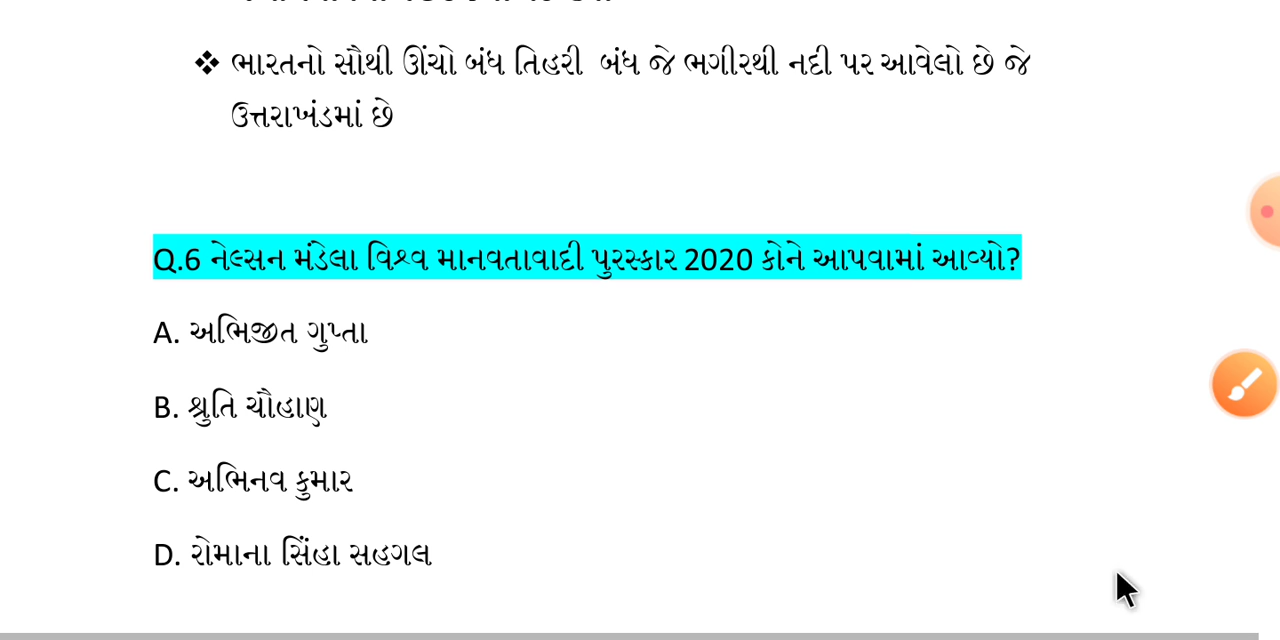 ❖ ભારતનો સૌથી ઊંચો બંધ તિહરી બંધ જે ભગીરથી નદી પર આવેલો છે જે
ઉત્તરાખંડમાં છે
Q.6 નેલ્સન મંડેલા વિશ્વ માનવતાવાદી પુરસ્કાર 2020 કોને આપવામાં આવ્યો?
A. અભિજીત ગુપ્તા
B. શ્રુતિ ચૌહાણ
C. અભિનવ કુમાર
D. રોમાના સિંહા સહગલ